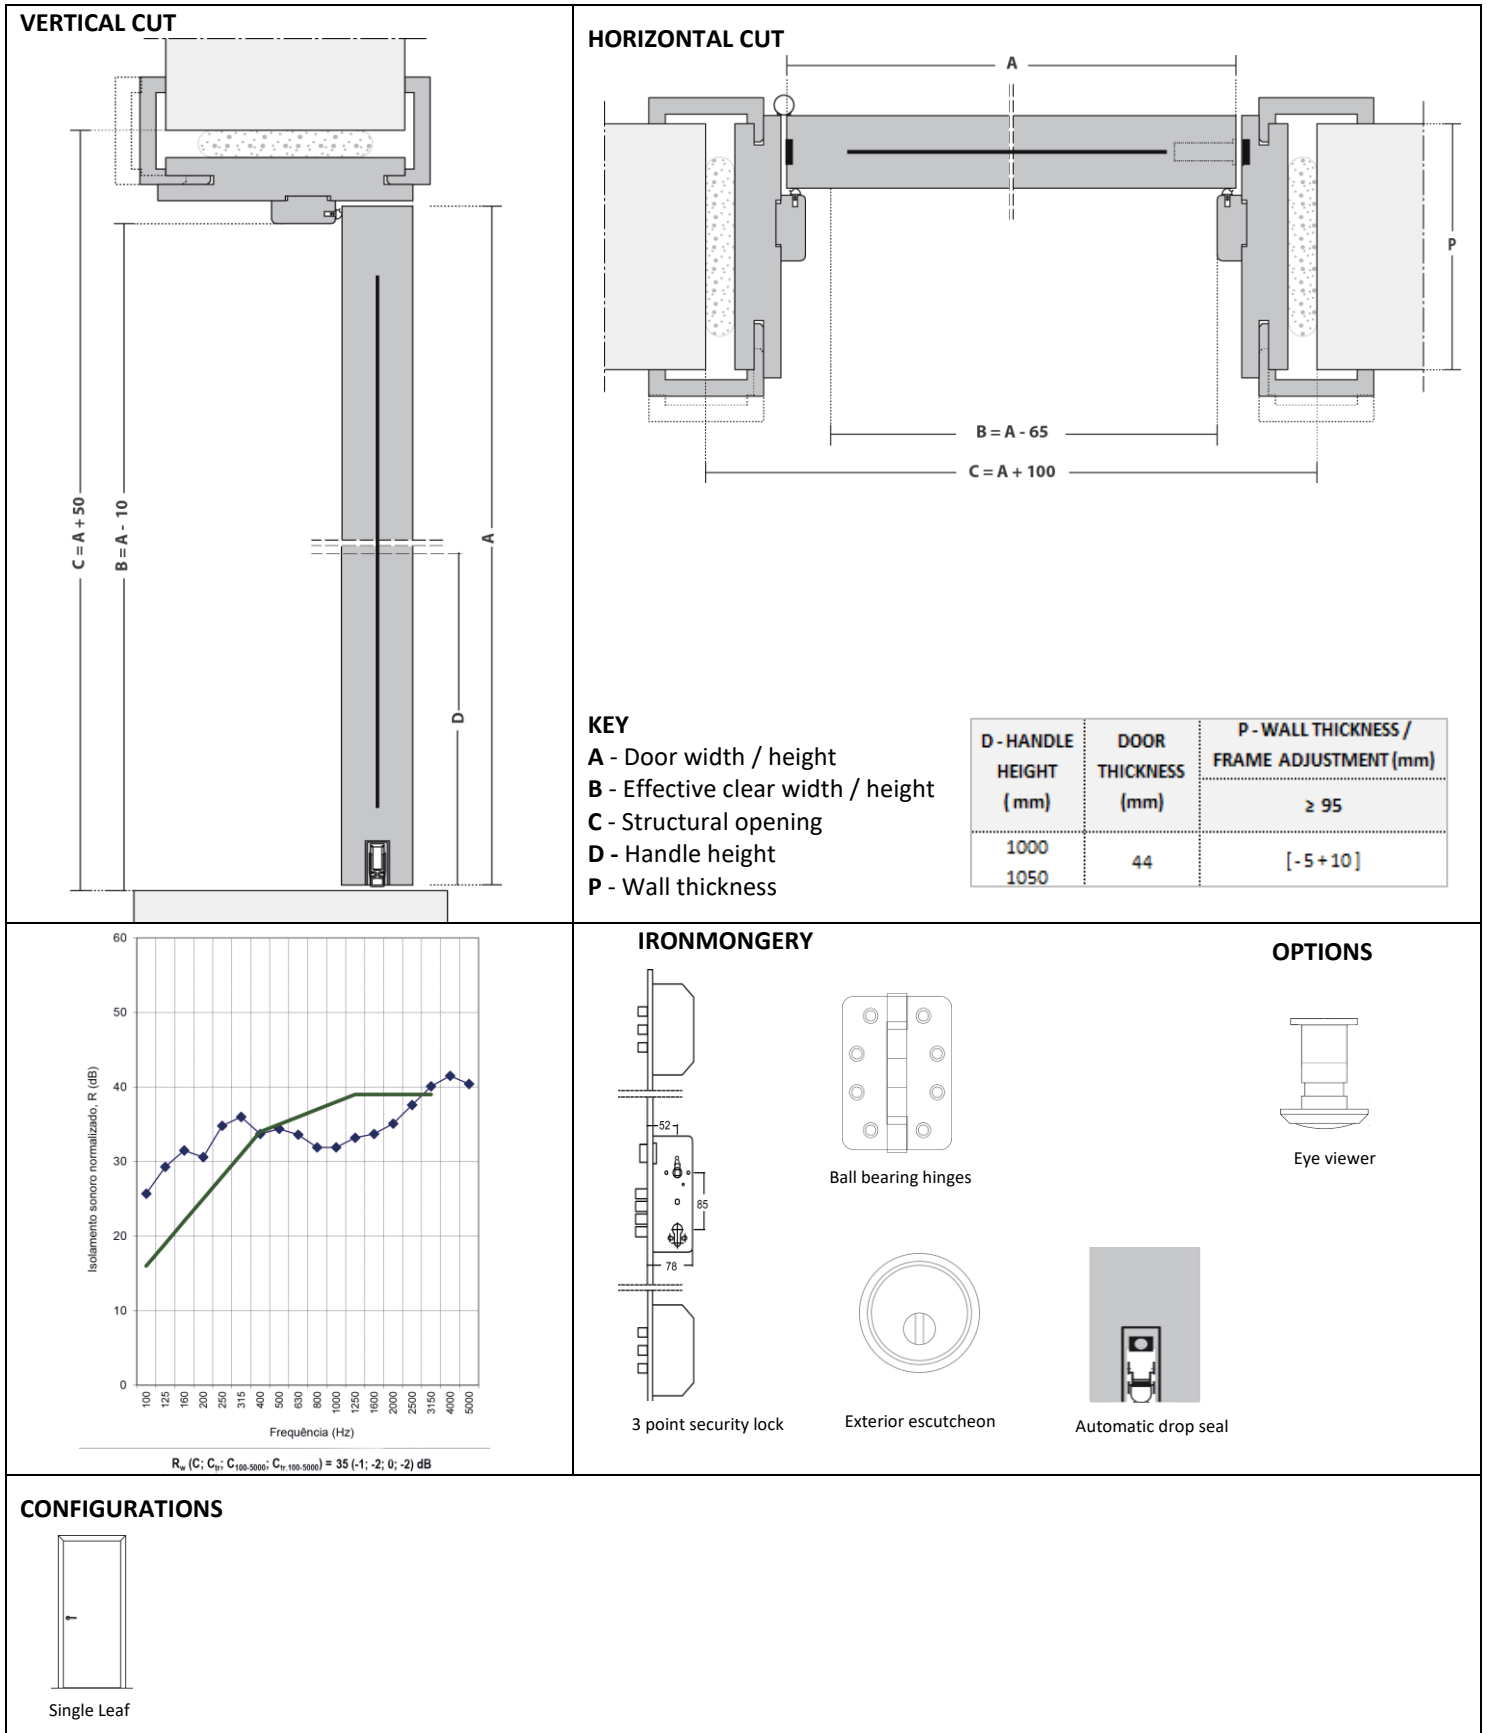 VERTICAL CUT
C = A + 50
B = A - 10
A
D
HORIZONTAL CUT
A
P
B = A - 65
C = A + 100
KEY
A - Door width / height
B - Effective clear width / height
C - Structural opening
D - Handle height
P - Wall thickness
D - HANDLE
HEIGHT
( mm)
DOOR
THICKNESS
(mm)
P - WALL THICKNESS /
FRAME ADJUSTMENT (mm)
≥ 95
1000
1050
44
[ - 5 + 10 ]
60
50
40
30
20
10
0
Isolamento sonoro normalizado, R (dB)
100
125
160
200
250
315
400
500
630
800
1000
1250
1600
2000
2500
3150
4000
5000
Frequência (Hz)
Rw (C; Ctr; C100-5000; Ctr.100-5000) = 35 (-1; -2; 0; -2) dB
IRONMONGERY
52
85
78
3 point security lock
Ball bearing hinges
Exterior escutcheon
Automatic drop seal
OPTIONS
Eye viewer
CONFIGURATIONS
Single Leaf